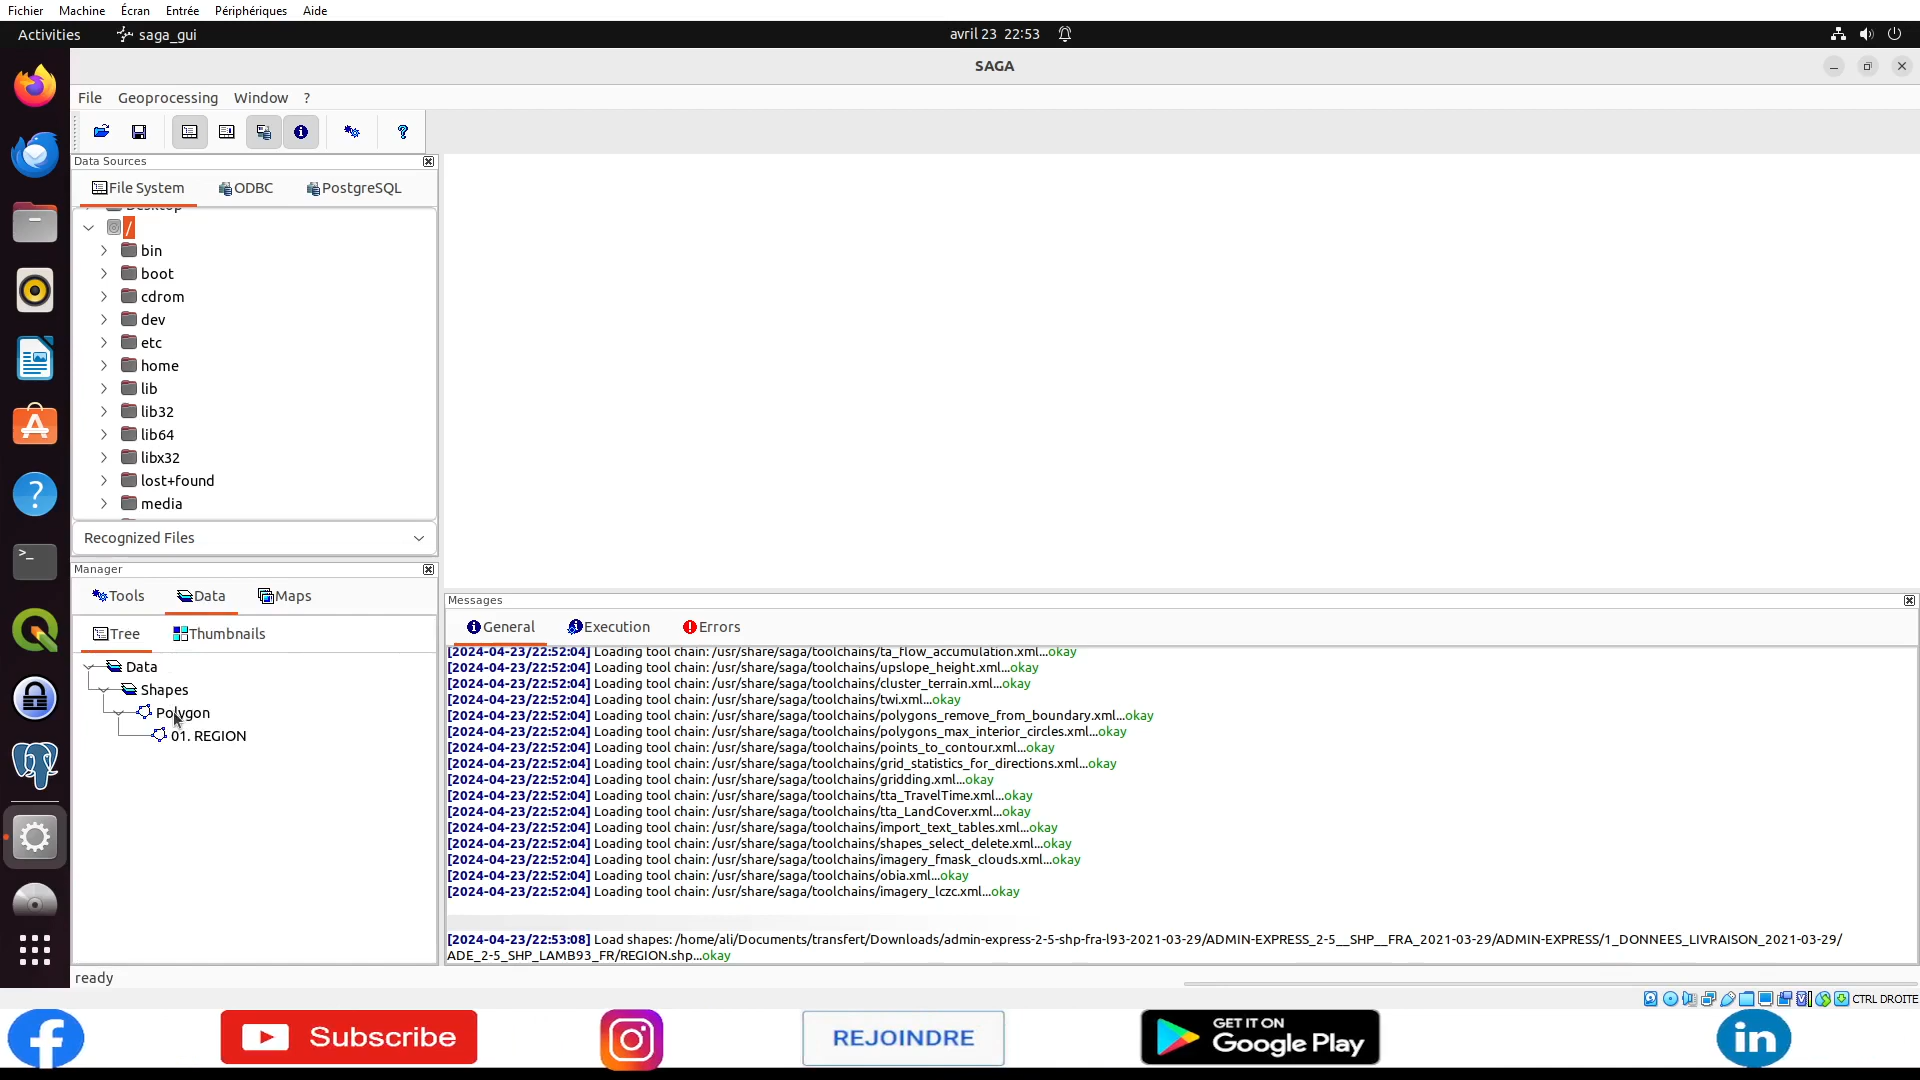 Fichier Machine Écran Entrée Périphériques Aide
Activities saga_gui avril 23 22:53
SAGA
File Geoprocessing Window ?
Data Sources
File System ODBC PostgreSQL
/
bin
boot
cdrom
dev
etc
home
lib
lib32
lib64
libx32
lost+found
media
Recognized Files
Manager
Tools Data Maps
Tree Thumbnails
Data
Shapes
Polygon
01. REGION
Messages
General Execution Errors
[2024-04-23/22:52:04] Loading tool chain: /usr/share/saga/toolchains/ta_flow_accumulation.xml...okay
[2024-04-23/22:52:04] Loading tool chain: /usr/share/saga/toolchains/upslope_height.xml...okay
[2024-04-23/22:52:04] Loading tool chain: /usr/share/saga/toolchains/cluster_terrain.xml...okay
[2024-04-23/22:52:04] Loading tool chain: /usr/share/saga/toolchains/twi.xml...okay
[2024-04-23/22:52:04] Loading tool chain: /usr/share/saga/toolchains/polygons_remove_from_boundary.xml...okay
[2024-04-23/22:52:04] Loading tool chain: /usr/share/saga/toolchains/polygons_max_interior_circles.xml...okay
[2024-04-23/22:52:04] Loading tool chain: /usr/share/saga/toolchains/points_to_contour.xml...okay
[2024-04-23/22:52:04] Loading tool chain: /usr/share/saga/toolchains/grid_statistics_for_directions.xml...okay
[2024-04-23/22:52:04] Loading tool chain: /usr/share/saga/toolchains/gridding.xml...okay
[2024-04-23/22:52:04] Loading tool chain: /usr/share/saga/toolchains/tta_TravelTime.xml...okay
[2024-04-23/22:52:04] Loading tool chain: /usr/share/saga/toolchains/tta_LandCover.xml...okay
[2024-04-23/22:52:04] Loading tool chain: /usr/share/saga/toolchains/import_text_tables.xml...okay
[2024-04-23/22:52:04] Loading tool chain: /usr/share/saga/toolchains/shapes_select_delete.xml...okay
[2024-04-23/22:52:04] Loading tool chain: /usr/share/saga/toolchains/imagery_fmask_clouds.xml...okay
[2024-04-23/22:52:04] Loading tool chain: /usr/share/saga/toolchains/obia.xml...okay
[2024-04-23/22:52:04] Loading tool chain: /usr/share/saga/toolchains/imagery_lczc.xml...okay
[2024-04-23/22:53:08] Load shapes: /home/ali/Documents/transfert/Downloads/admin-express-2-5-shp-fra-l93-2021-03-29/ADMIN-EXPRESS_2-5__SHP__FRA_2021-03-29/ADMIN-EXPRESS/1_DONNEES_LIVRAISON_2021-03-29/
ADE_2-5_SHP_LAMB93_FR/REGION.shp...okay
ready
CTRL DROITE
Subscribe
REJOINDRE
GET IT ON
Google Play